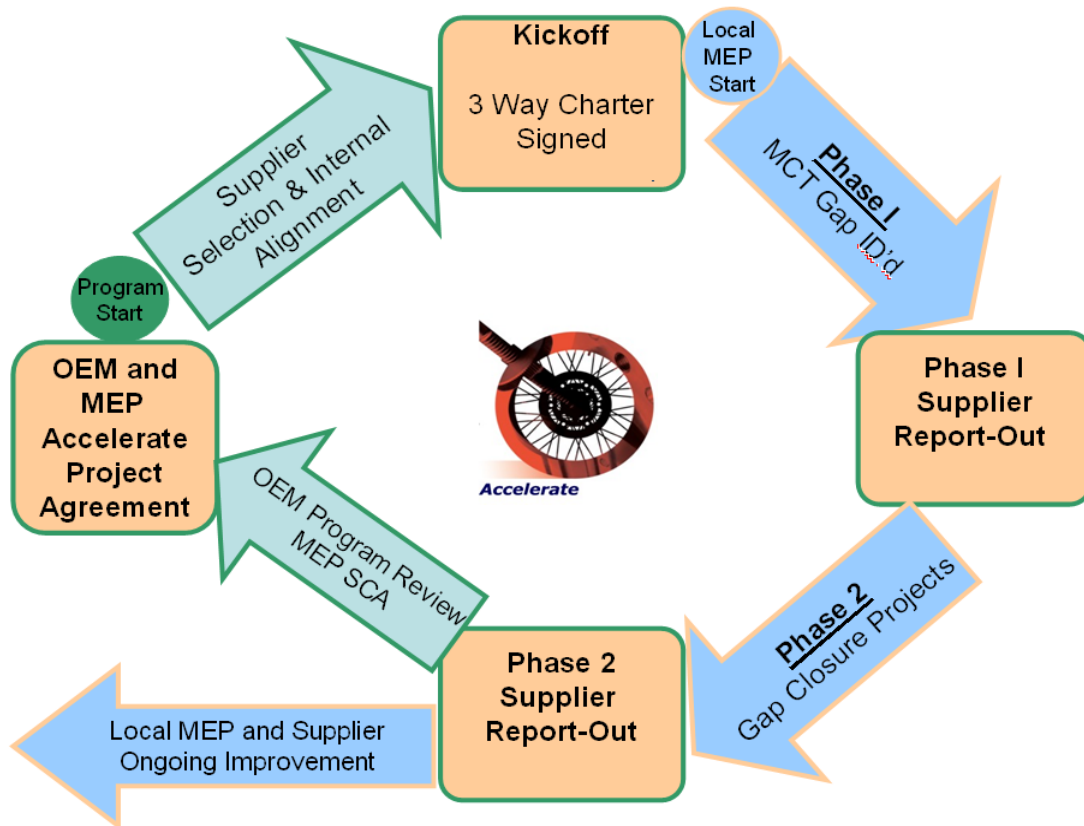 Kickoff
3 Way Charter
Signed
.
Local
MEP
Start
Phase I
MCT Gap ID'd
Phase I
Supplier
Report-Out
Phase 2
Gap Closure Projects
Phase 2
Supplier
Report-Out
Local MEP and Supplier
Ongoing Improvement
OEM Program Review
MEP SCA
OEM and
MEP
Accelerate
Project
Agreement
Program
Start
Supplier
Selection & Internal
Alignment
Accelerate